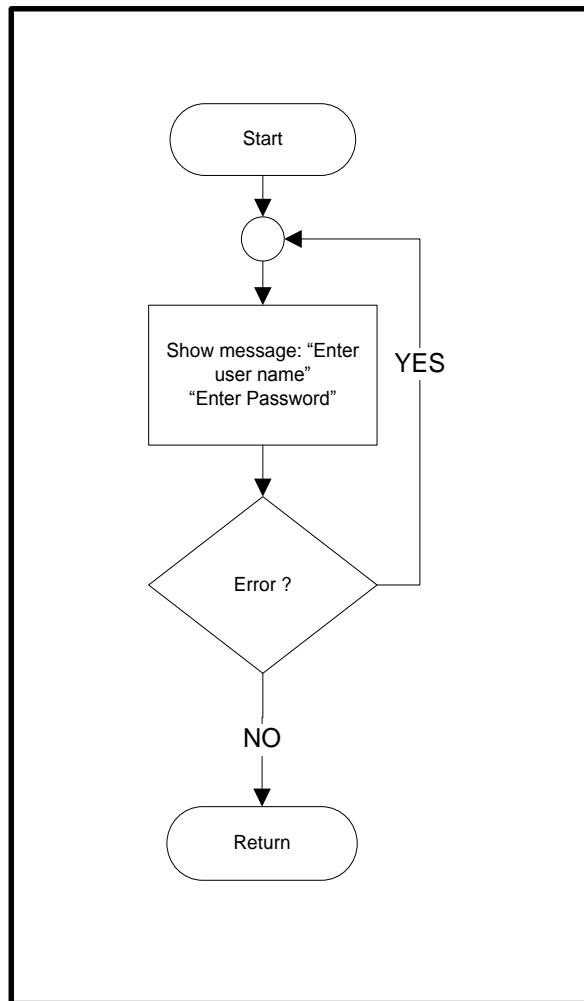 Start
Show message: “Enter
user name”
“Enter Password”
YES
Error ?
NO
Return